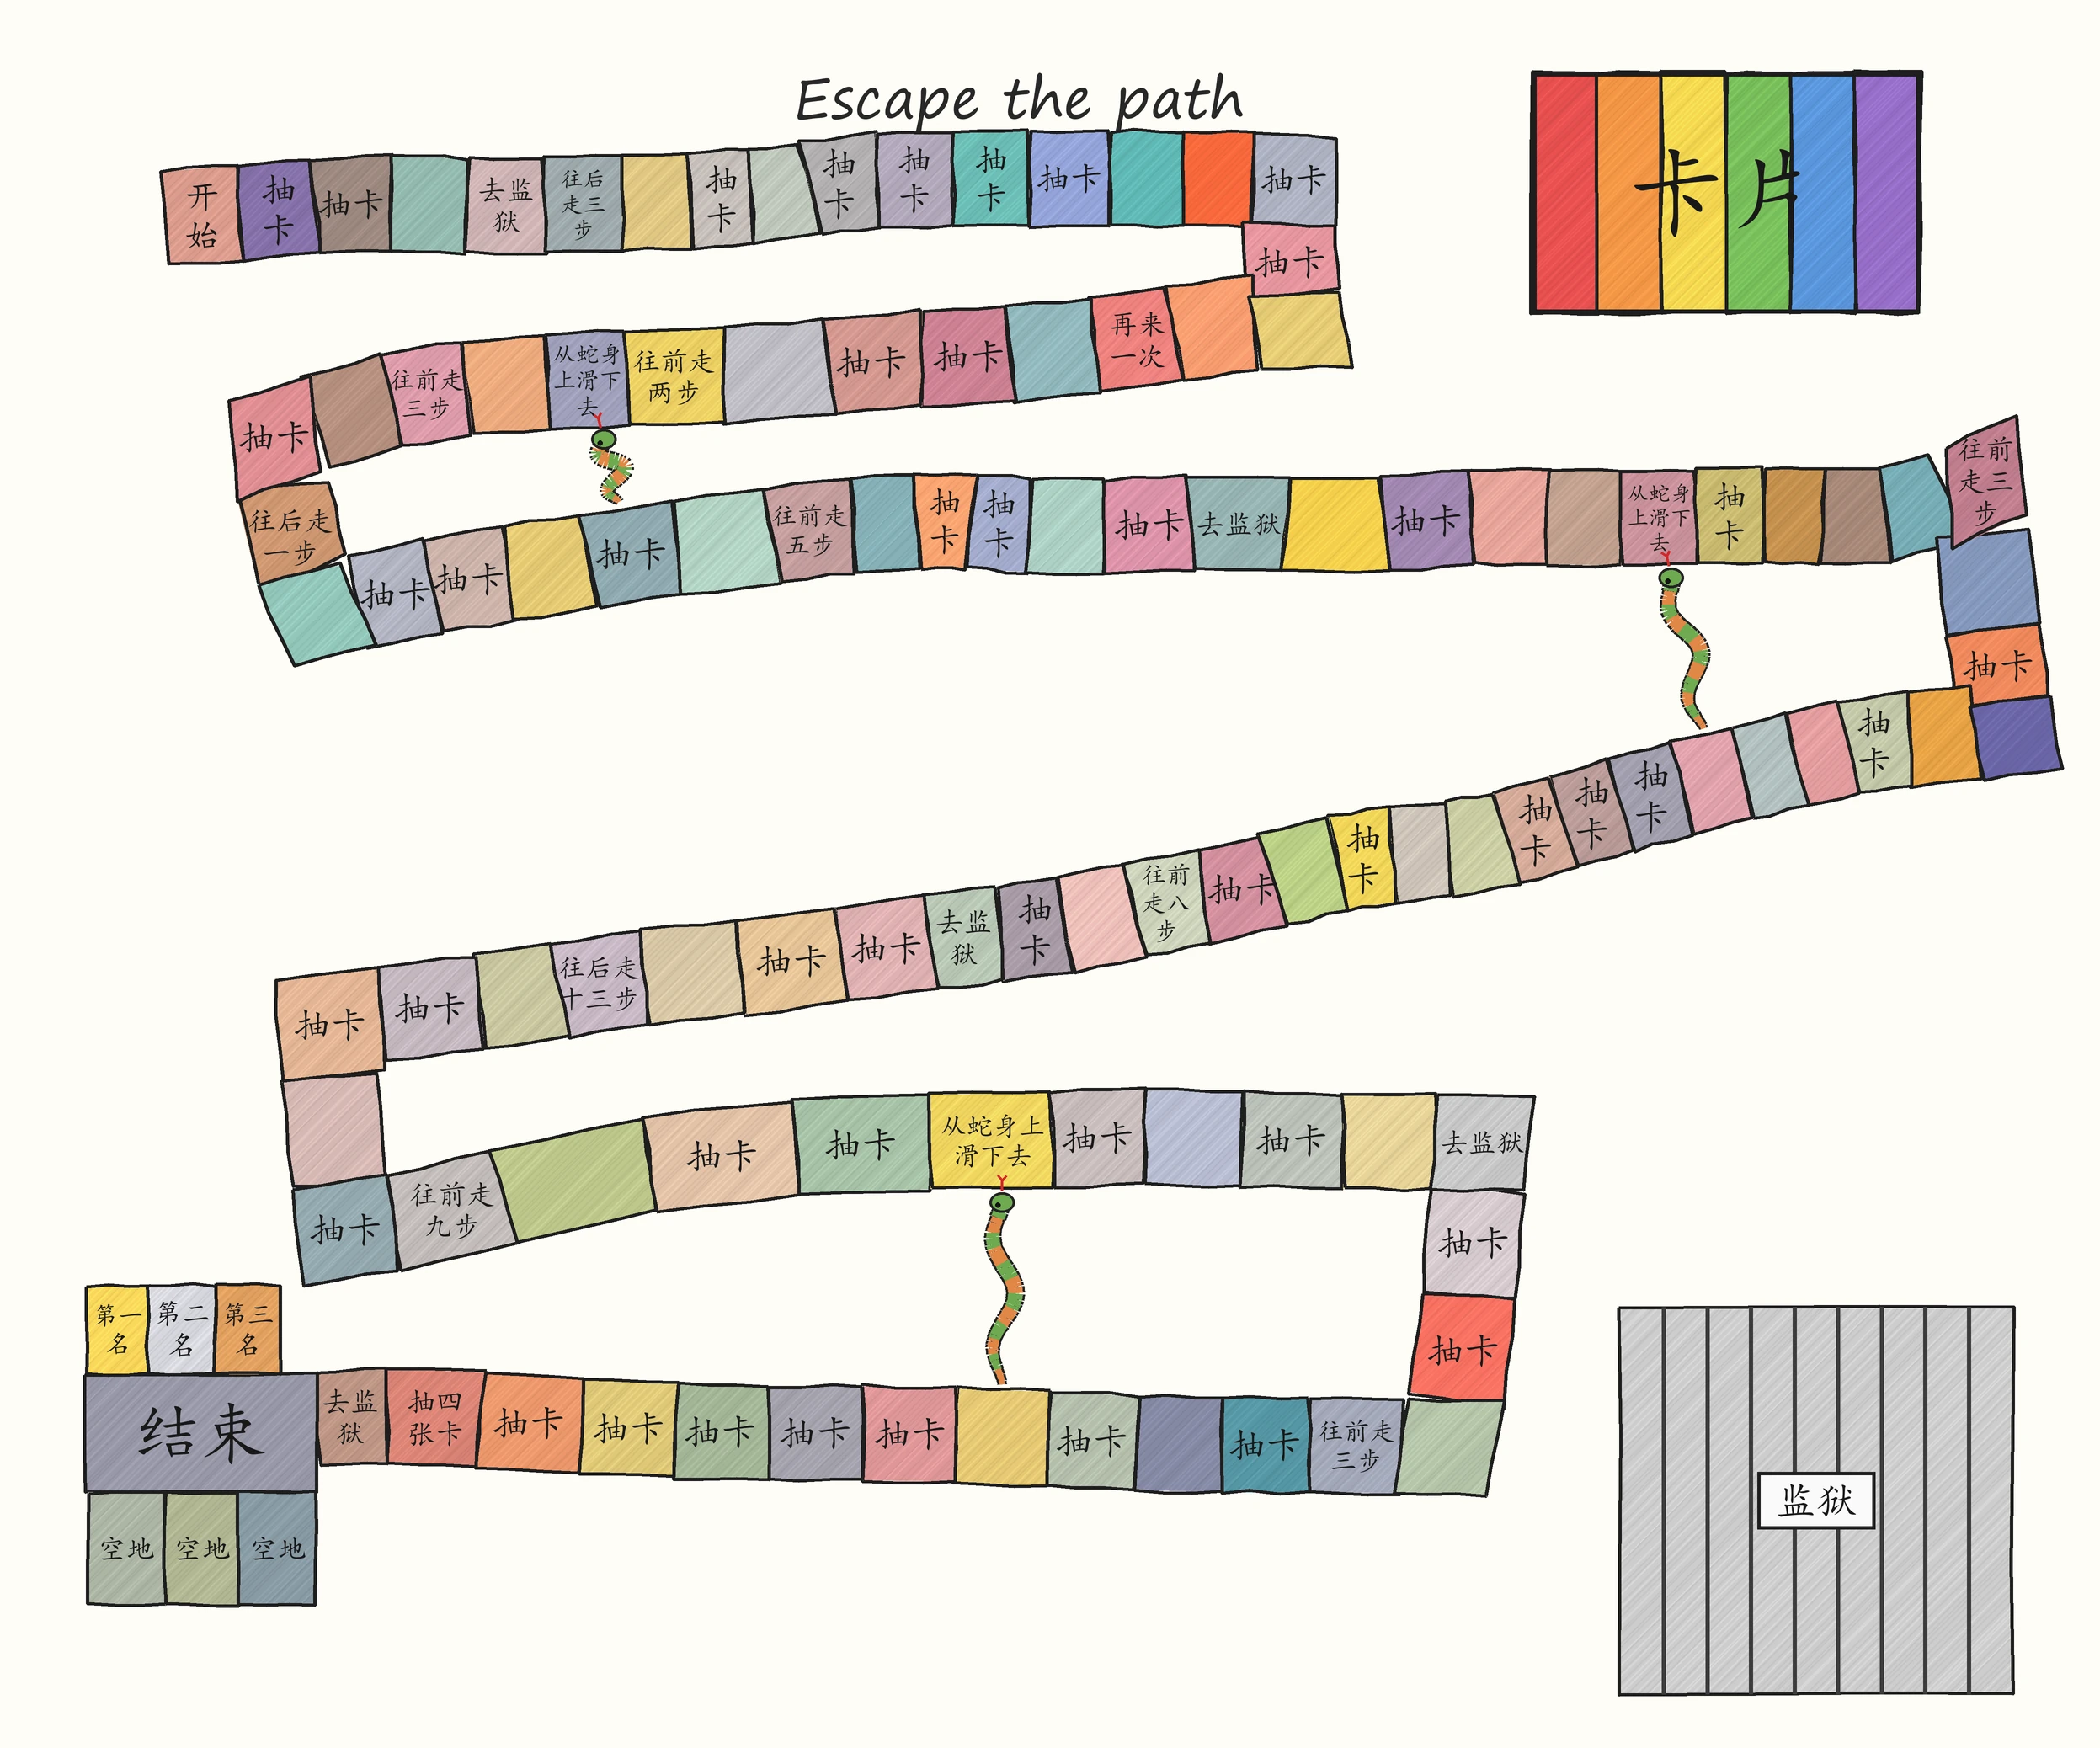 Escape the path
卡片
开
始
抽
卡
抽卡
去监
狱
往后
走三
步
抽
卡
抽
卡
抽
卡
抽
卡
抽卡
抽卡
抽卡
再来
一次
抽卡
抽卡
往前走
两步
从蛇身
上滑下
去
往前走
三步
抽卡
往后走
一步
抽卡
抽卡
抽卡
往前走
五步
抽
卡
抽
卡
抽卡
去监狱
抽卡
从蛇身
上滑下
去
抽
卡
往前
走三
步
抽卡
抽
卡
抽
卡
抽
卡
抽
卡
抽
卡
抽卡
往前
走八
步
抽
卡
去监
狱
抽卡
抽卡
往后走
十三步
抽卡
抽卡
抽卡
往前走
九步
抽卡
抽卡
从蛇身上
滑下去
抽卡
抽卡
去监狱
抽卡
抽卡
往前走
三步
抽卡
抽卡
抽卡
抽卡
抽卡
抽卡
抽卡
抽四
张卡
去监
狱
结束
第一
名
第二
名
第三
名
空地
空地
空地
监狱